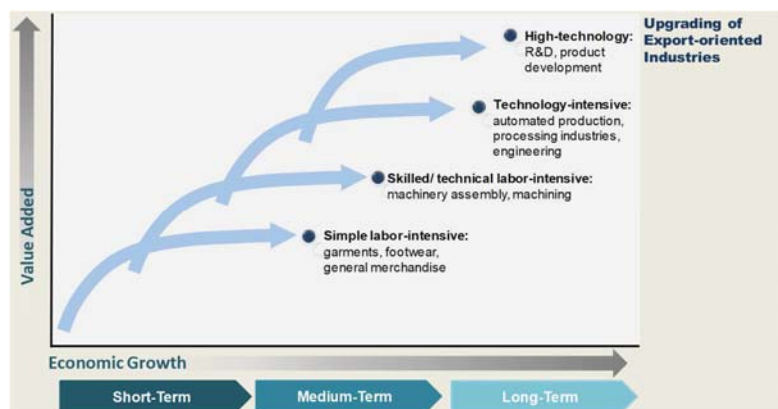 Upgrading of
Export-oriented
Industries
High-technology:
R&D, product
development
Technology-intensive:
automated production,
processing industries,
engineering
Skilled/ technical labor-intensive:
machinery assembly, machining
Simple labor-intensive:
garments, footwear,
general merchandise
Value Added
Economic Growth
Short-Term
Medium-Term
Long-Term